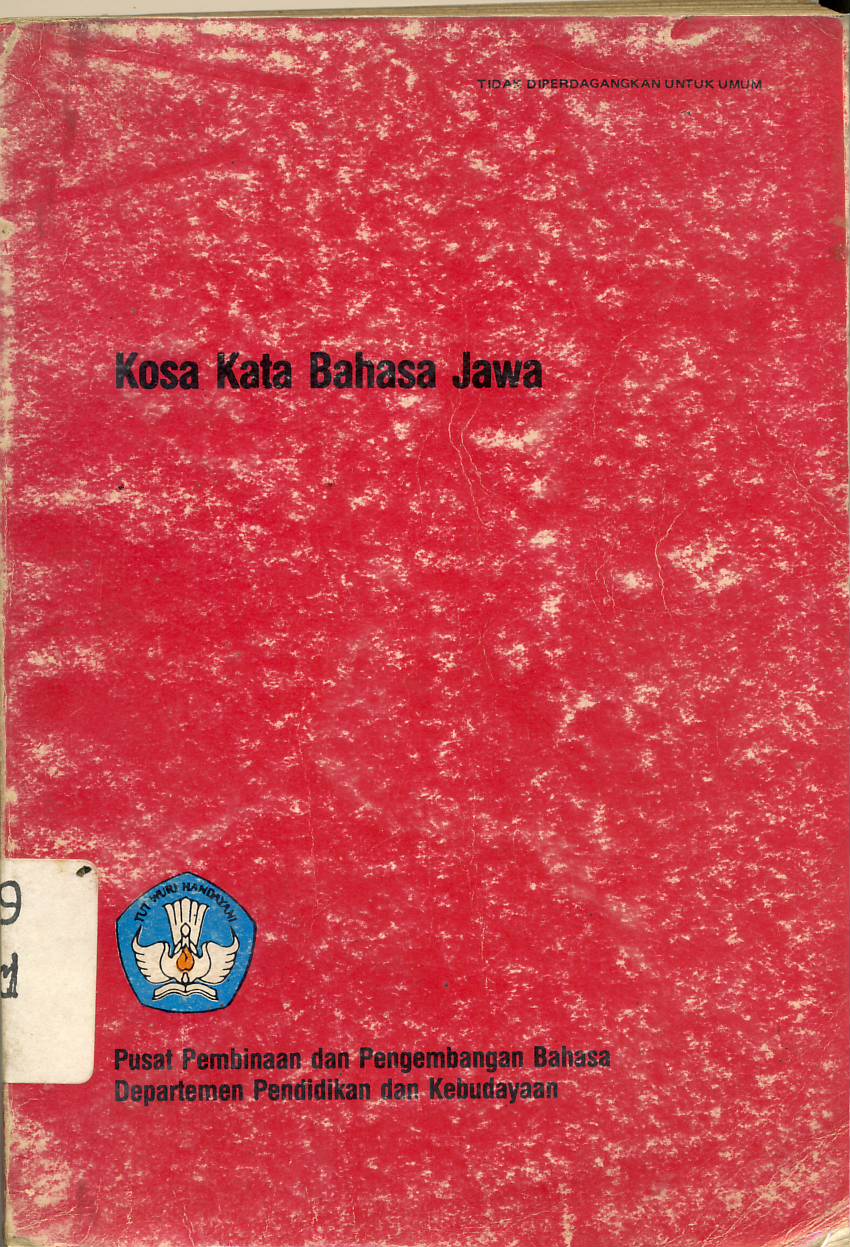 TIDAK DIPERDAGANGKAN UNTUK UMUM
Kosa Kata Bahasa Jawa
9
TUT WURI HANDAYANI
Pusat Pembinaan dan Pengembangan Bahasa
Departemen Pendidikan dan Kebudayaan